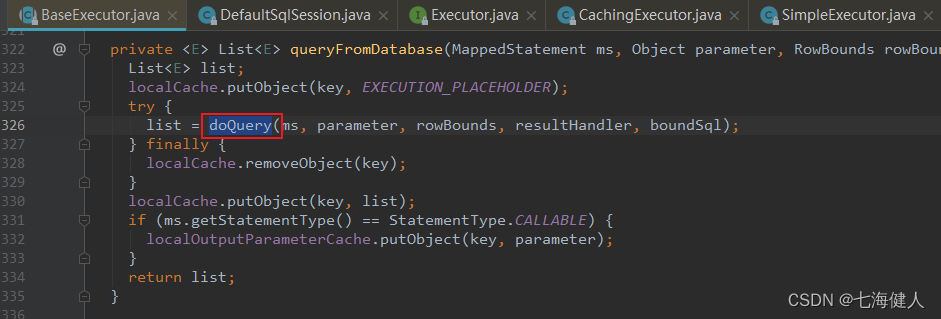 BaseExecutor.java × DefaultSqlSession.java × Executor.java × CachingExecutor.java × SimpleExecutor.java ×
322 @ private <E> List<E> queryFromDatabase(MappedStatement ms, Object parameter, RowBounds rowBoun
323 List<E> list;
324 localCache.putObject(key, EXECUTION_PLACEHOLDER);
325 try {
326 list = doQuery(ms, parameter, rowBounds, resultHandler, boundSql);
327 } finally {
328 localCache.removeObject(key);
329 }
330 localCache.putObject(key, list);
331 if (ms.getStatementType() == StatementType.CALLABLE) {
332 localOutputParameterCache.putObject(key, parameter);
333 }
334 return list;
335 }
336
CSDN @七海健人